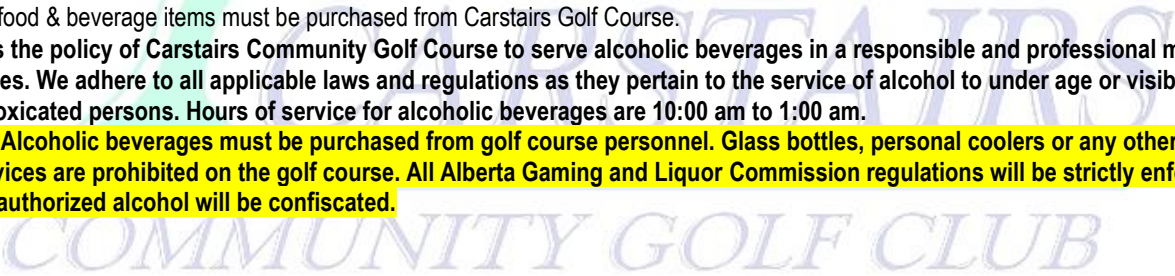 food & beverage items must be purchased from Carstairs Golf Course.
s the policy of Carstairs Community Golf Course to serve alcoholic beverages in a responsible and professional m
es. We adhere to all applicable laws and regulations as they pertain to the service of alcohol to under age or visib
oxicated persons. Hours of service for alcoholic beverages are 10:00 am to 1:00 am.
Alcoholic beverages must be purchased from golf course personnel. Glass bottles, personal coolers or any other
vices are prohibited on the golf course. All Alberta Gaming and Liquor Commission regulations will be strictly enf
authorized alcohol will be confiscated.
CARSTAIRS
COMMUNITY GOLF CLUB